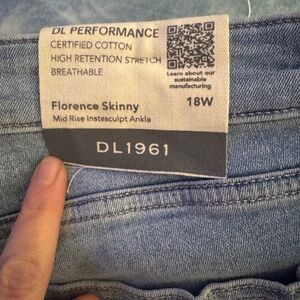 DL PERFORMANCE
CERTIFIED COTTON
HIGH RETENTION STRETCH
BREATHABLE
Learn about our
sustainable
manufacturing
Florence Skinny
18W
Mid Rise Instasculpt Ankle
DL1961